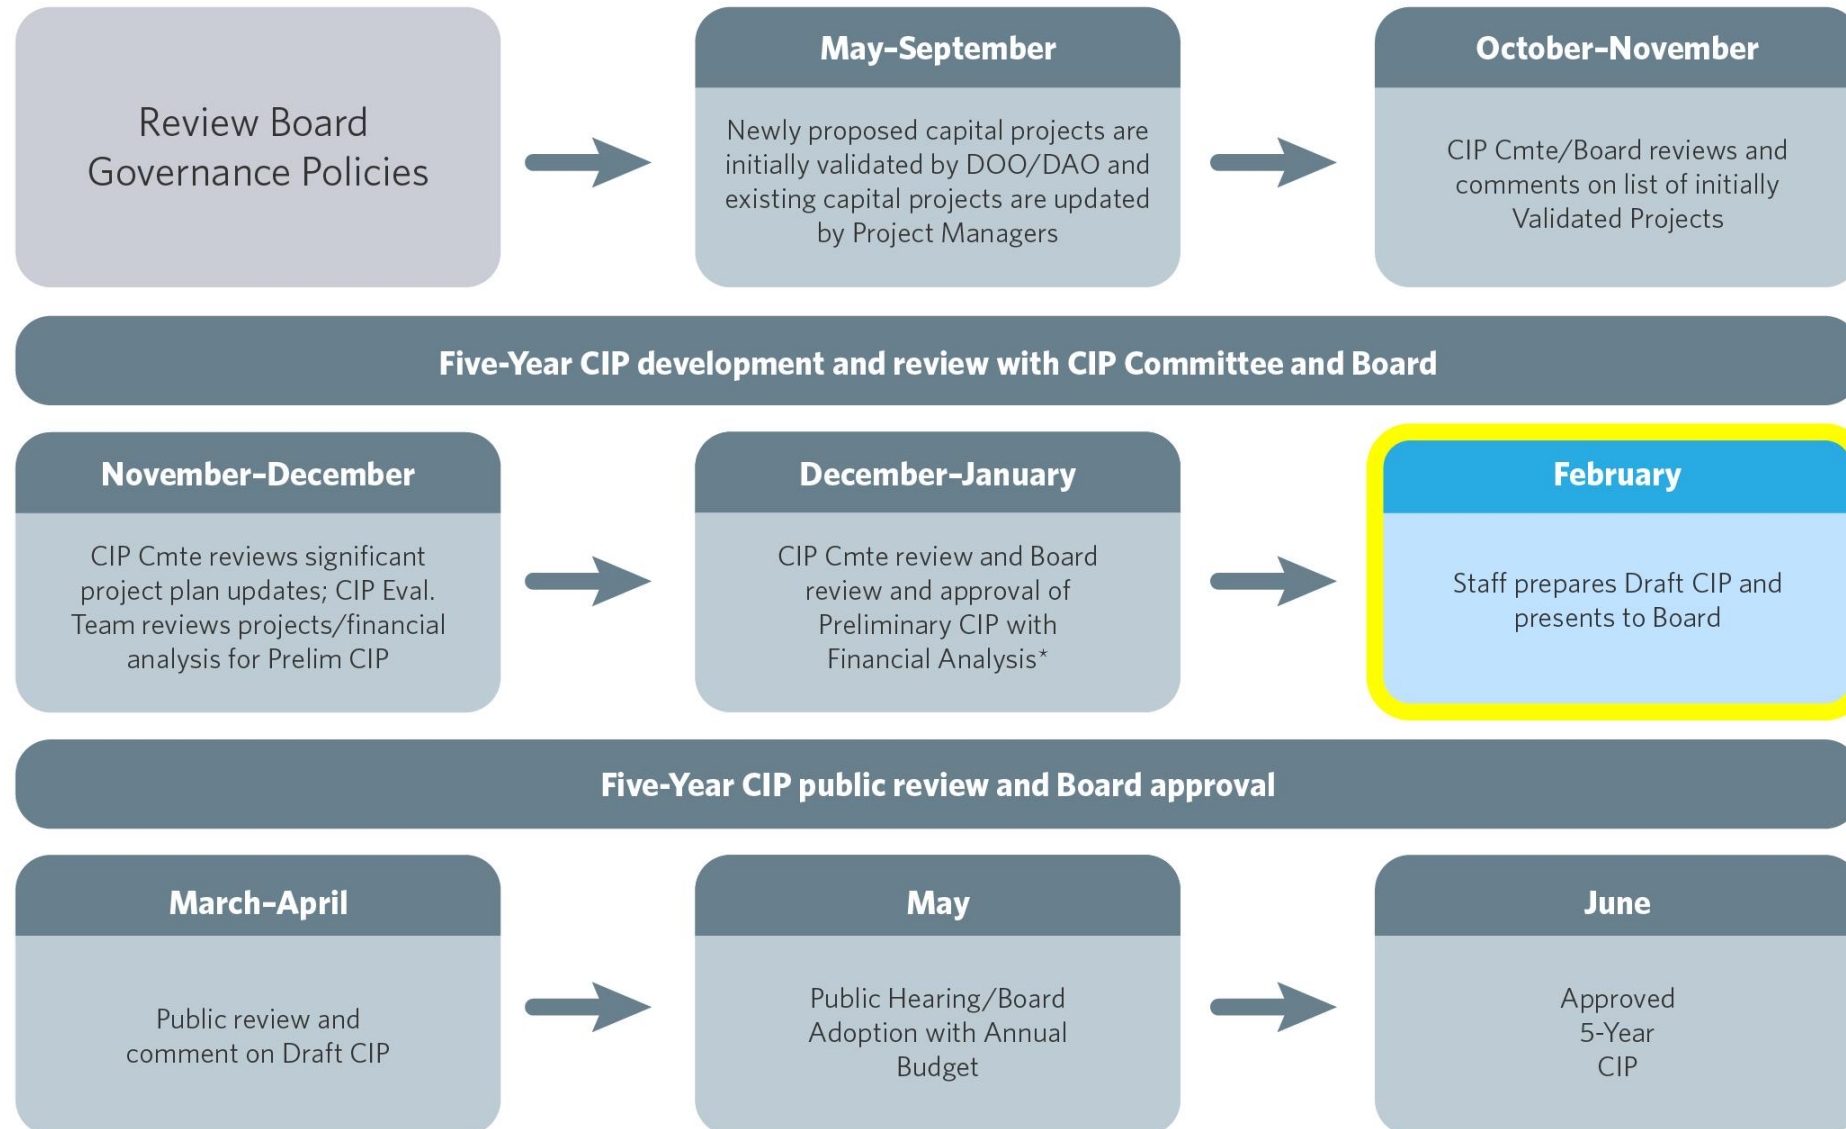 Review Board
Governance Policies
May–September
Newly proposed capital projects are
initially validated by DOO/DAO and
existing capital projects are updated
by Project Managers
October–November
CIP Cmte/Board reviews and
comments on list of initially
Validated Projects
Five-Year CIP development and review with CIP Committee and Board
November–December
CIP Cmte reviews significant
project plan updates; CIP Eval.
Team reviews projects/financial
analysis for Prelim CIP
December–January
CIP Cmte review and Board
review and approval of
Preliminary CIP with
Financial Analysis*
February
Staff prepares Draft CIP and
presents to Board
Five-Year CIP public review and Board approval
March–April
Public review and
comment on Draft CIP
May
Public Hearing/Board
Adoption with Annual
Budget
June
Approved
5-Year
CIP